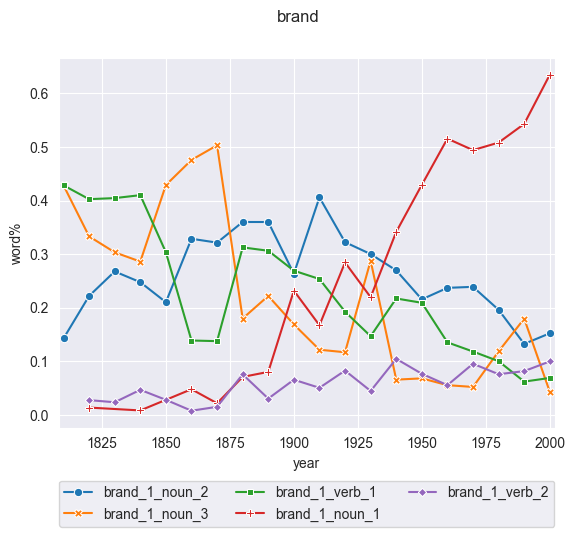 brand
0.6
0.5
0.4
0.3
0.2
0.1
0.0
word%
1825 1850 1875 1900 1925 1950 1975 2000
year
brand_1_noun_2 brand_1_verb_1 brand_1_verb_2
brand_1_noun_3 brand_1_noun_1